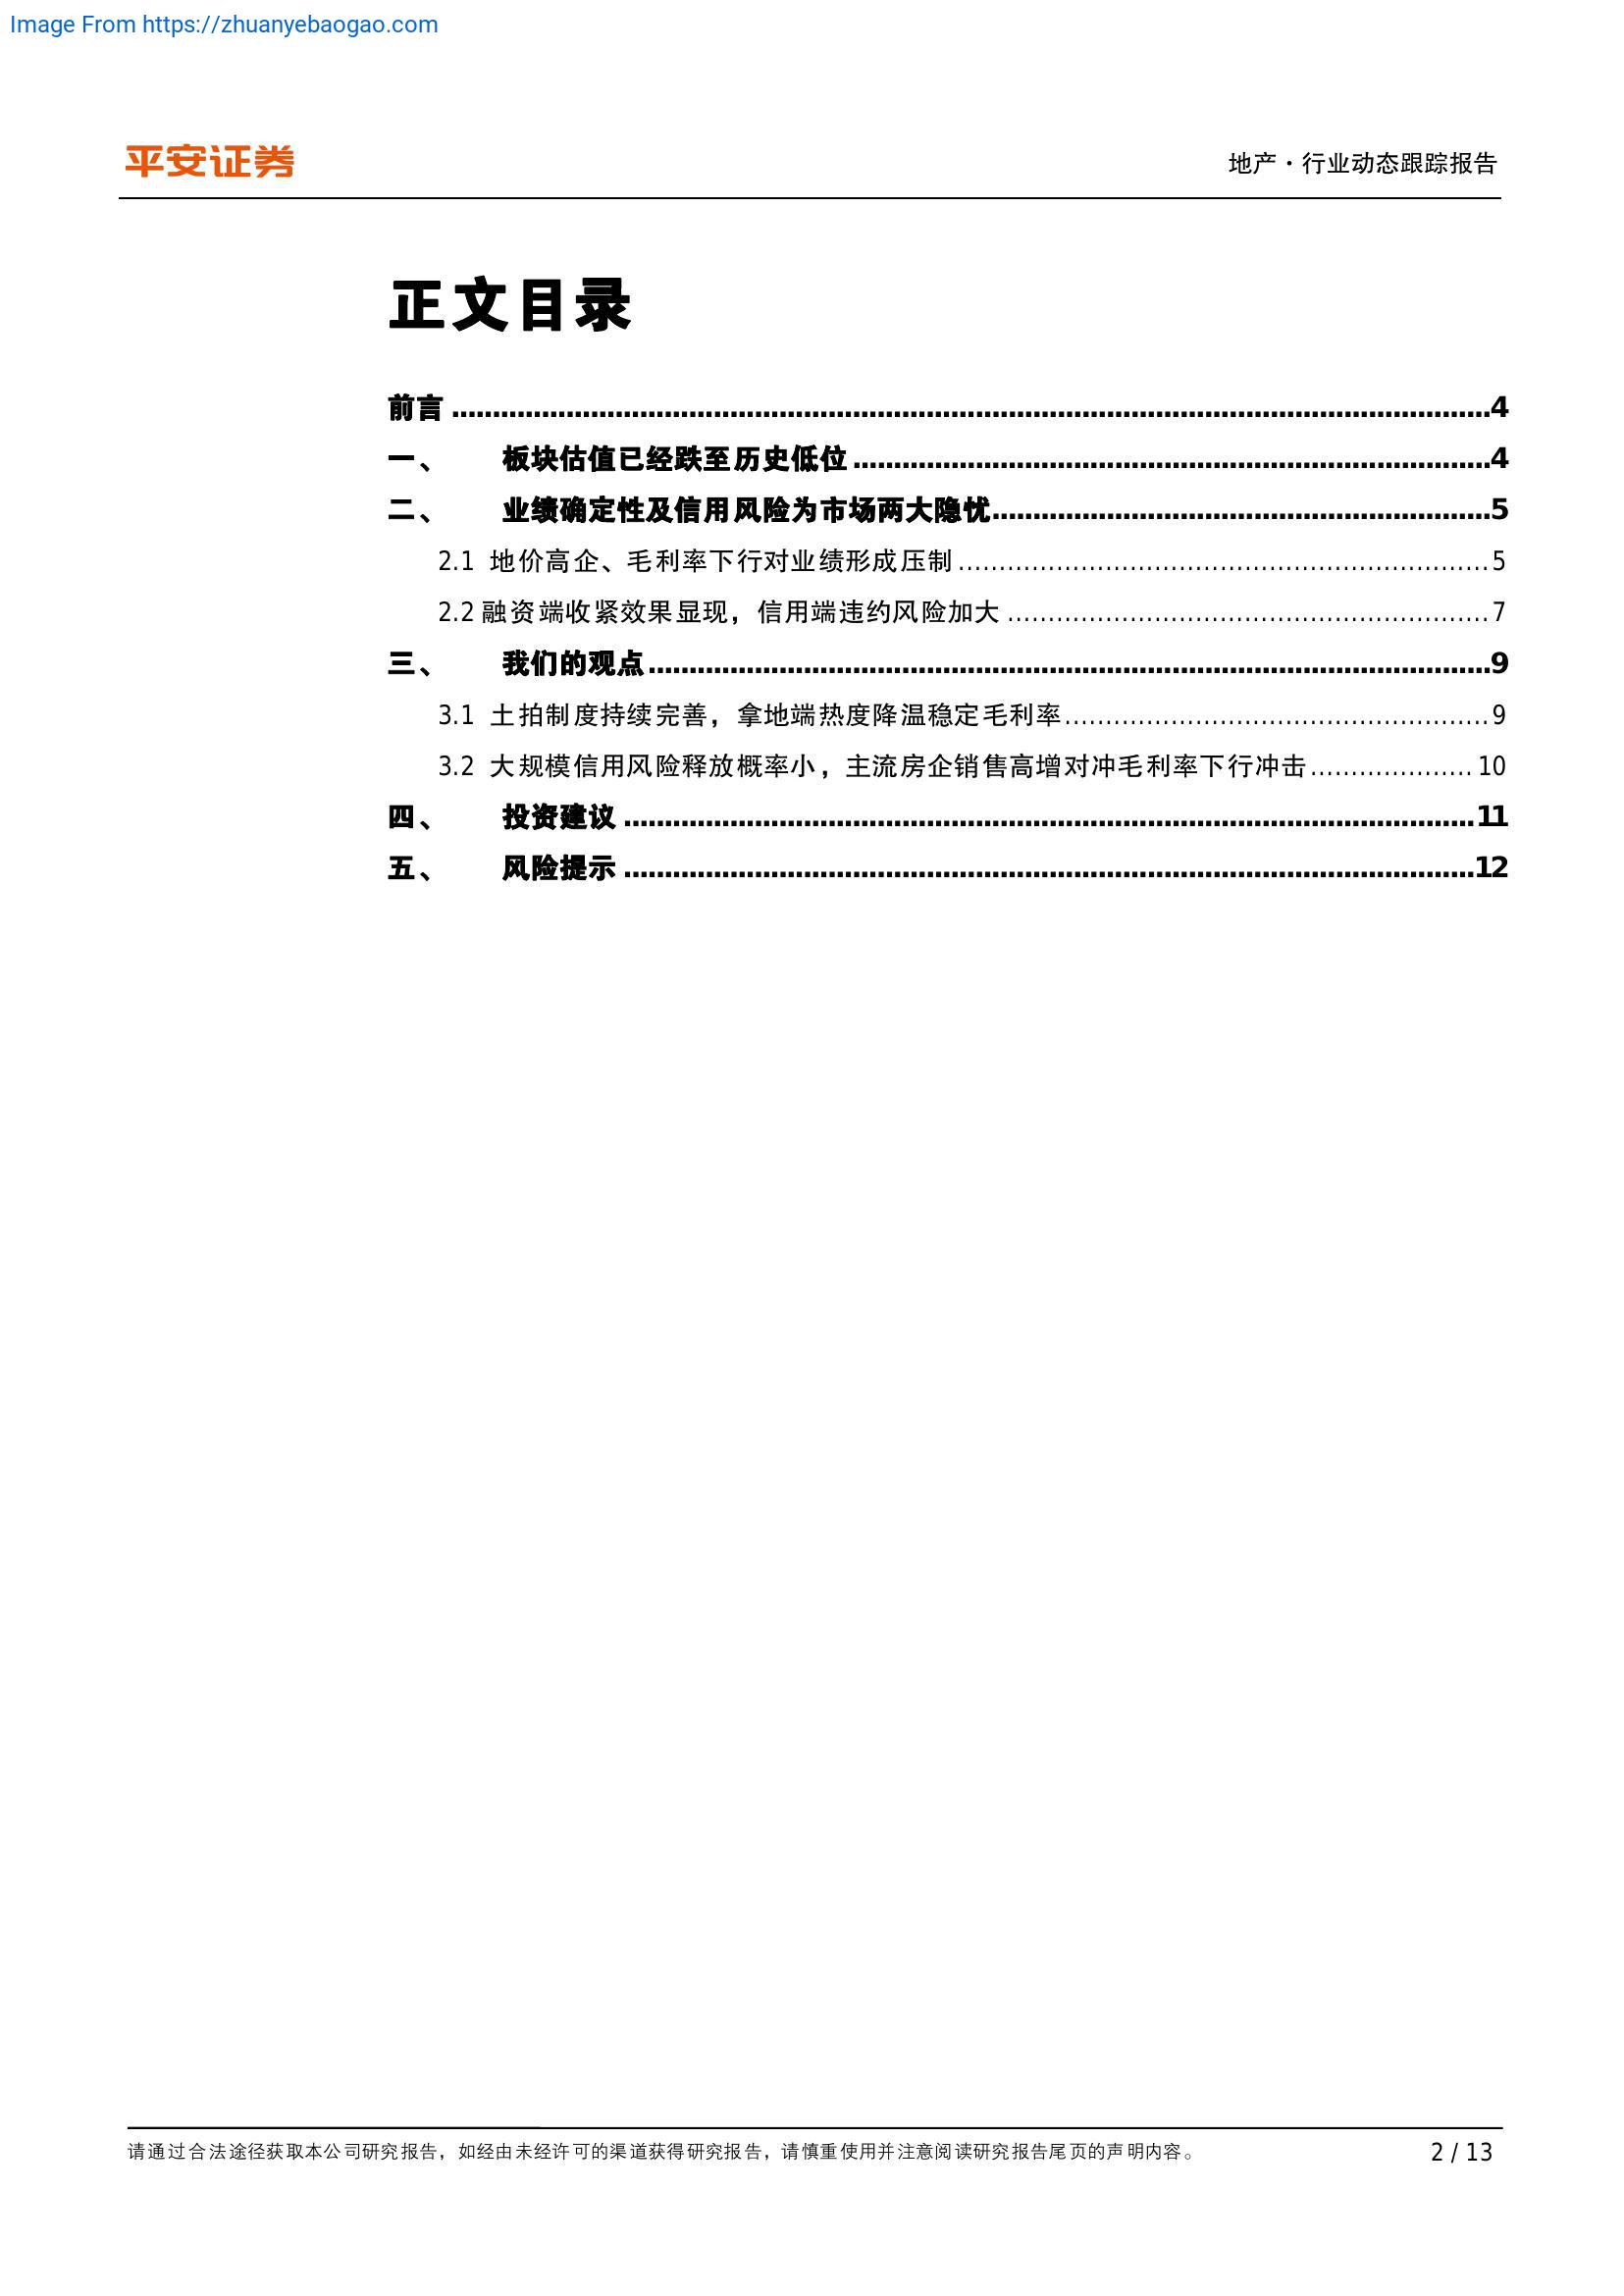 Image From https://zhuanyebaogao.com
平安证券
地产·行业动态跟踪报告
正文目录
前言 ........................................................................................................................ 4
一、 板块估值已经跌至历史低位 ........................................................................ 4
二、 业绩确定性及信用风险为市场两大隐忧 ........................................................ 5
2.1 地价高企、毛利率下行对业绩形成压制 ................................................................ 5
2.2 融资端收紧效果显现，信用端违约风险加大 ........................................................... 7
三、 我们的观点 ........................................................................................................ 9
3.1 土拍制度持续完善，拿地端热度降温稳定毛利率 .................................................... 9
3.2 大规模信用风险释放概率小，主流房企销售高增对冲毛利率下行冲击 .................... 10
四、 投资建议 ........................................................................................................ 11
五、 风险提示 ........................................................................................................ 12
请通过合法途径获取本公司研究报告，如经由未经许可的渠道获得研究报告，请慎重使用并注意阅读研究报告尾页的声明内容。
2 / 13